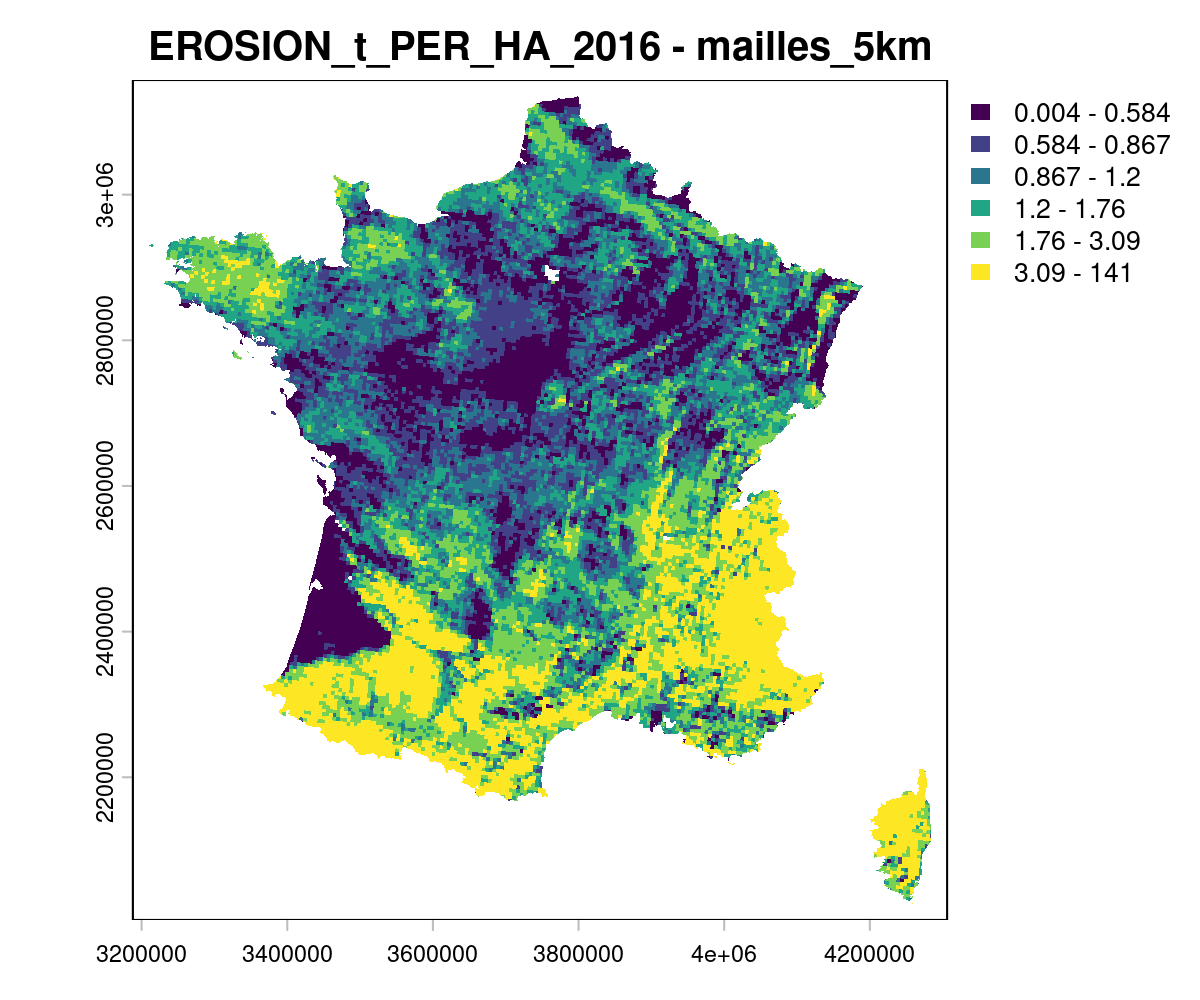 EROSION_t_PER_HA_2016 - mailles_5km
0.004 - 0.584
0.584 - 0.867
0.867 - 1.2
1.2 - 1.76
1.76 - 3.09
3.09 - 141
3e+06
2800000
2600000
2400000
2200000
3200000 3400000 3600000 3800000 4e+06 4200000